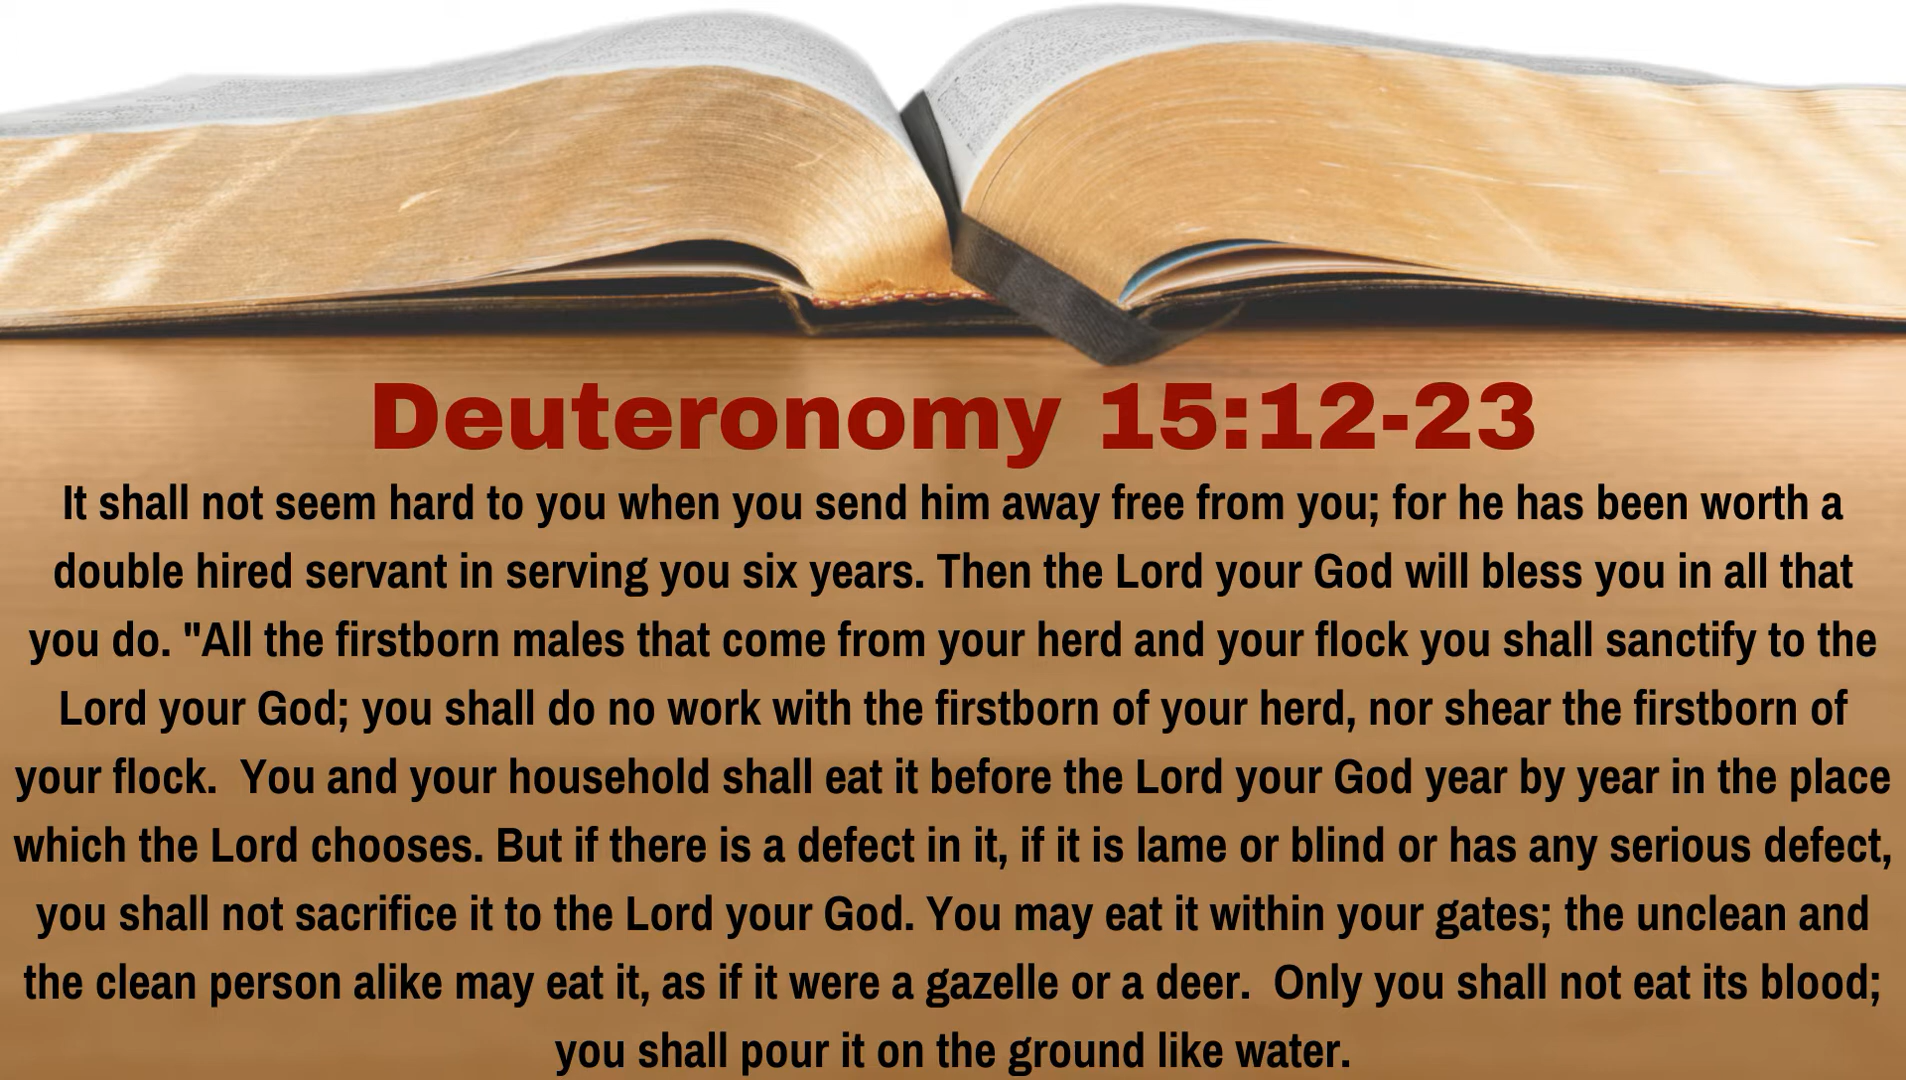 Deuteronomy 15:12-23
It shall not seem hard to you when you send him away free from you; for he has been worth a
double hired servant in serving you six years. Then the Lord your God will bless you in all that
you do. "All the firstborn males that come from your herd and your flock you shall sanctify to the
Lord your God; you shall do no work with the firstborn of your herd, nor shear the firstborn of
your flock.  You and your household shall eat it before the Lord your God year by year in the place
which the Lord chooses. But if there is a defect in it, if it is lame or blind or has any serious defect,
you shall not sacrifice it to the Lord your God. You may eat it within your gates; the unclean and
the clean person alike may eat it, as if it were a gazelle or a deer.  Only you shall not eat its blood;
you shall pour it on the ground like water.